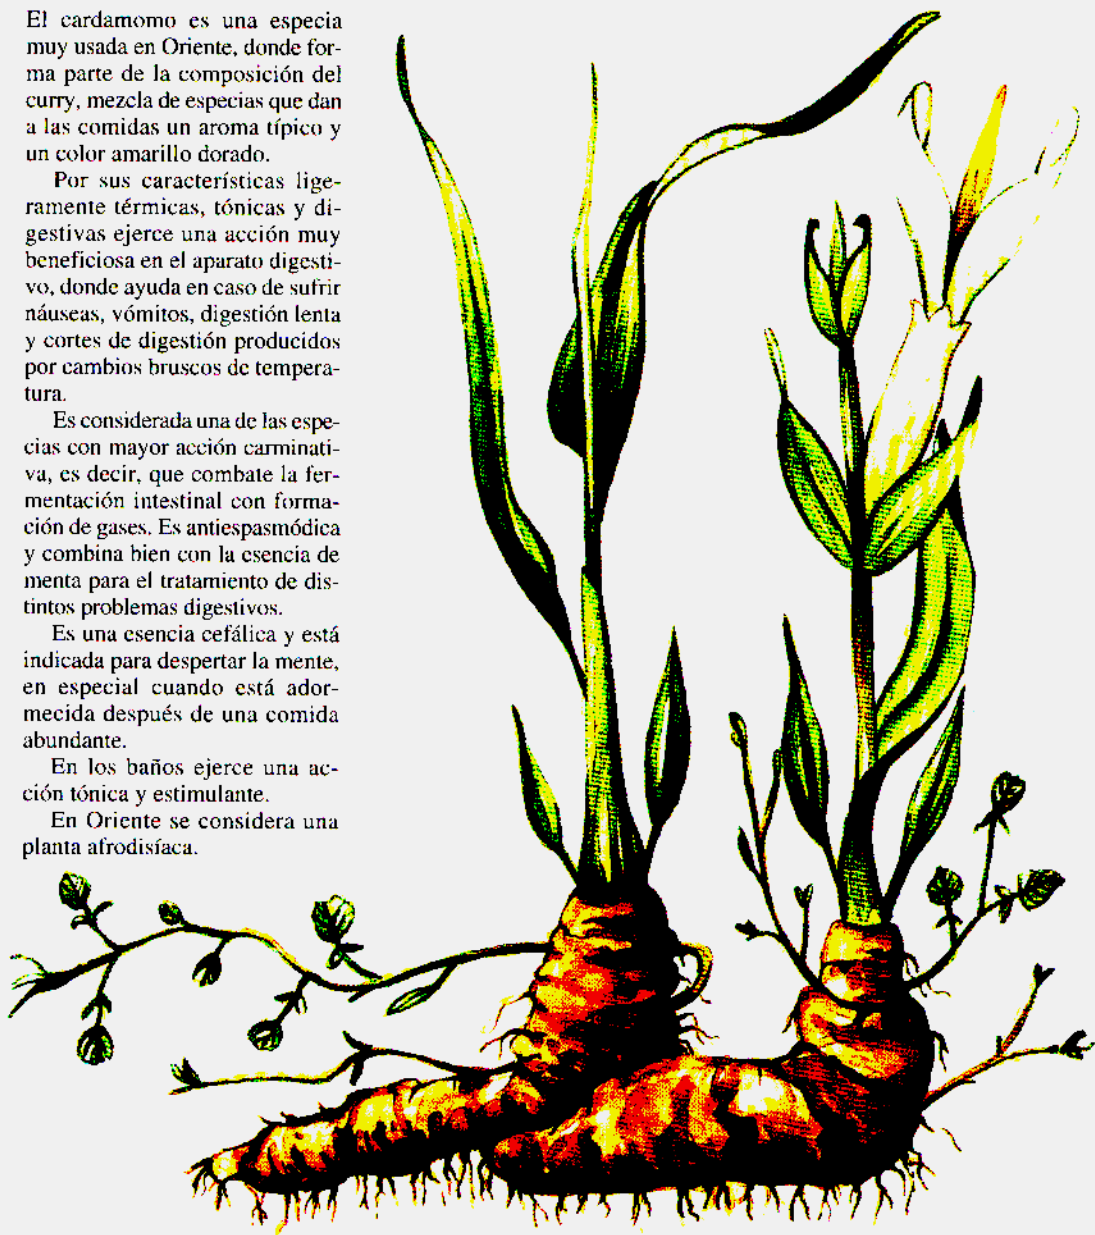 El cardamomo es una especia
muy usada en Oriente, donde for-
ma parte de la composición del
curry, mezcla de especias que dan
a las comidas un aroma típico y
un color amarillo dorado.
Por sus características lige-
ramente térmicas, tónicas y di-
gestivas ejerce una acción muy
beneficiosa en el aparato digesti-
vo, donde ayuda en caso de sufrir
náuseas, vómitos, digestión lenta
y cortes de digestión producidos
por cambios bruscos de tempera-
tura.
Es considerada una de las espe-
cias con mayor acción carminati-
va, es decir, que combate la fer-
mentación intestinal con forma-
ción de gases. Es antiespasmódica
y combina bien con la esencia de
menta para el tratamiento de dis-
tintos problemas digestivos.
Es una esencia cefálica y está
indicada para despertar la mente,
en especial cuando está ador-
mecida después de una comida
abundante.
En los baños ejerce una ac-
ción tónica y estimulante.
En Oriente se considera una
planta afrodisíaca.